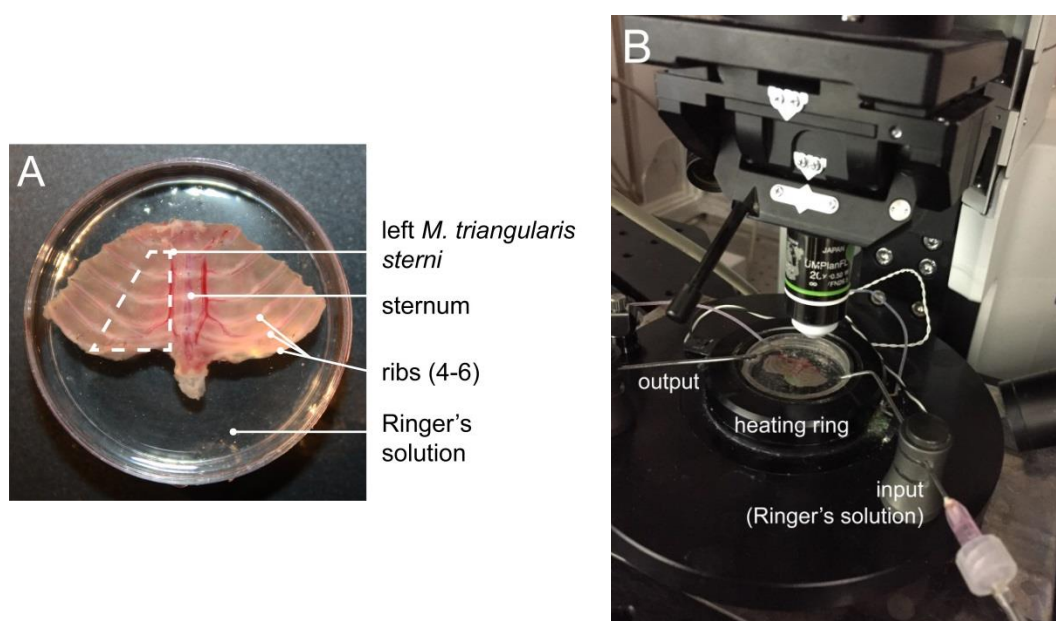 A
left M. triangularis
sterni
sternum
ribs (4-6)
Ringer's
solution
B
JAPAN
UMPlanFL
output
heating ring
input
(Ringer's solution)